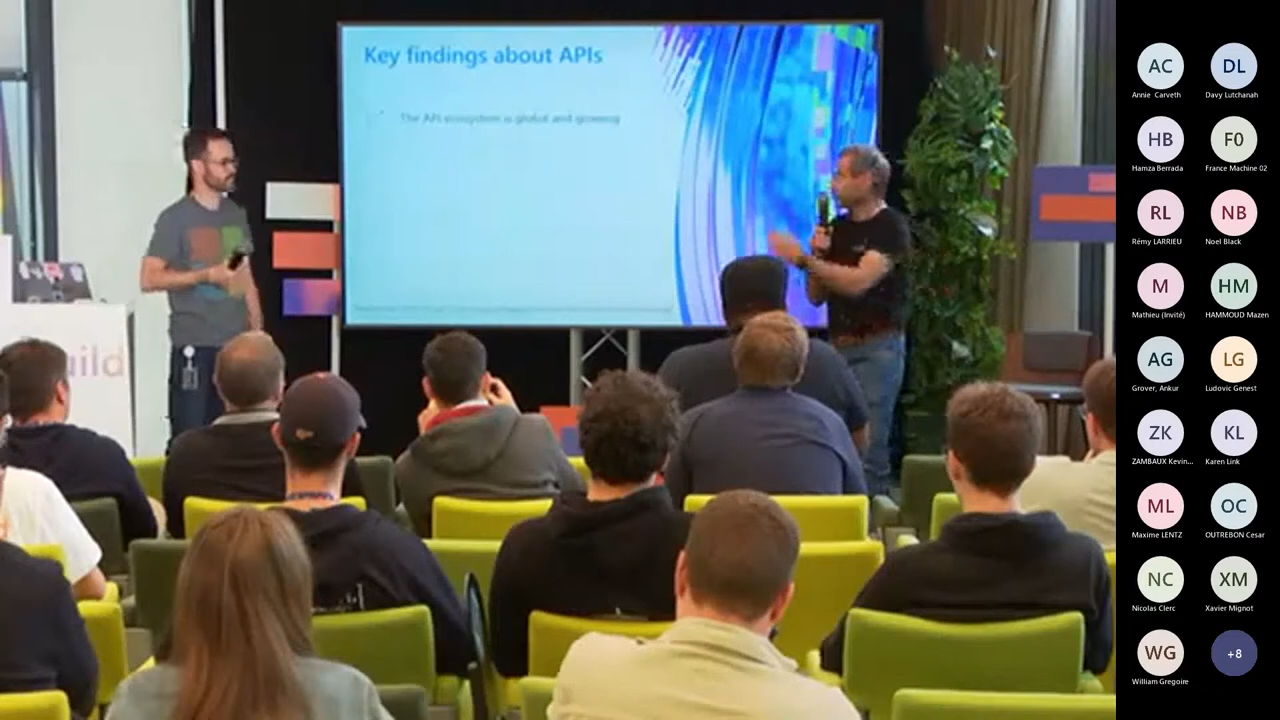 Key findings about APIs
The API ecosystem is global and growing
uild
AC
Annie Carveth
DL
Davy Lutchanah
HB
Hamza Berrada
F0
France Machine 02
RL
Rémy LARRIEU
NB
Noel Black
M
Mathieu (Invité)
HM
HAMMOUD Mazen
AG
Grover, Ankur
LG
Ludovic Genest
ZK
ZAMBAUX Kevin...
KL
Karen Link
ML
Maxime LENTZ
OC
OUTREBON Cesar
NC
Nicolas Clerc
XM
Xavier Mignot
WG
William Gregoire
+8